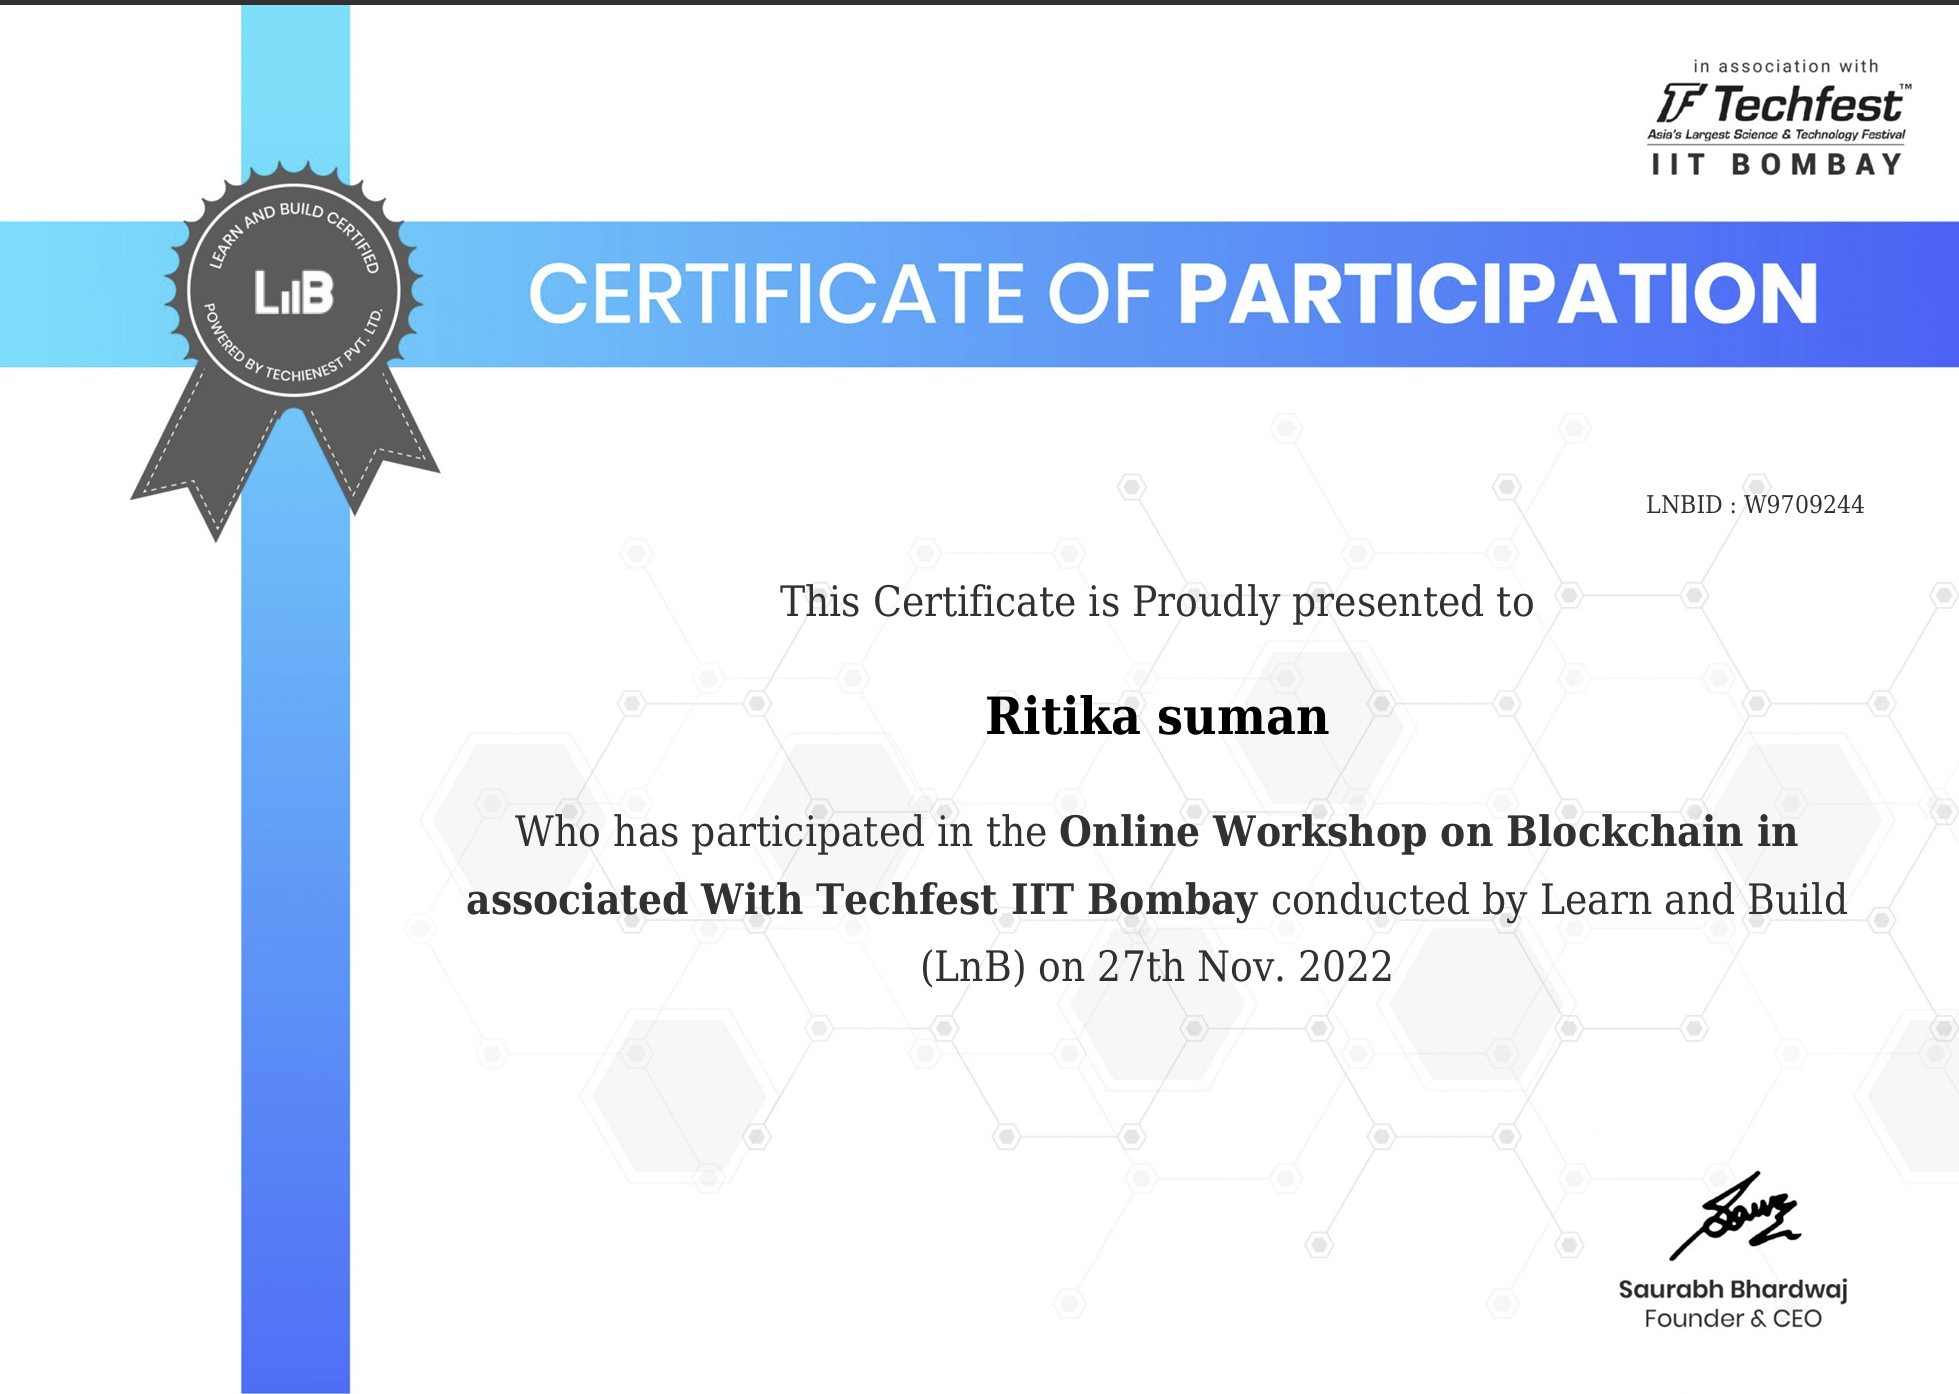 in association with
Techfest™
Asia's Largest Science & Technology Festival
IIT BOMBAY
LEARN AND BUILD CERTIFIED
LnB
POWERED BY TECHIENEST PVT. LTD.
CERTIFICATE OF PARTICIPATION
LNBID : W9709244
This Certificate is Proudly presented to
Ritika suman
Who has participated in the Online Workshop on Blockchain in
associated With Techfest IIT Bombay conducted by Learn and Build
(LnB) on 27th Nov. 2022
Saurabh Bhardwaj
Founder & CEO